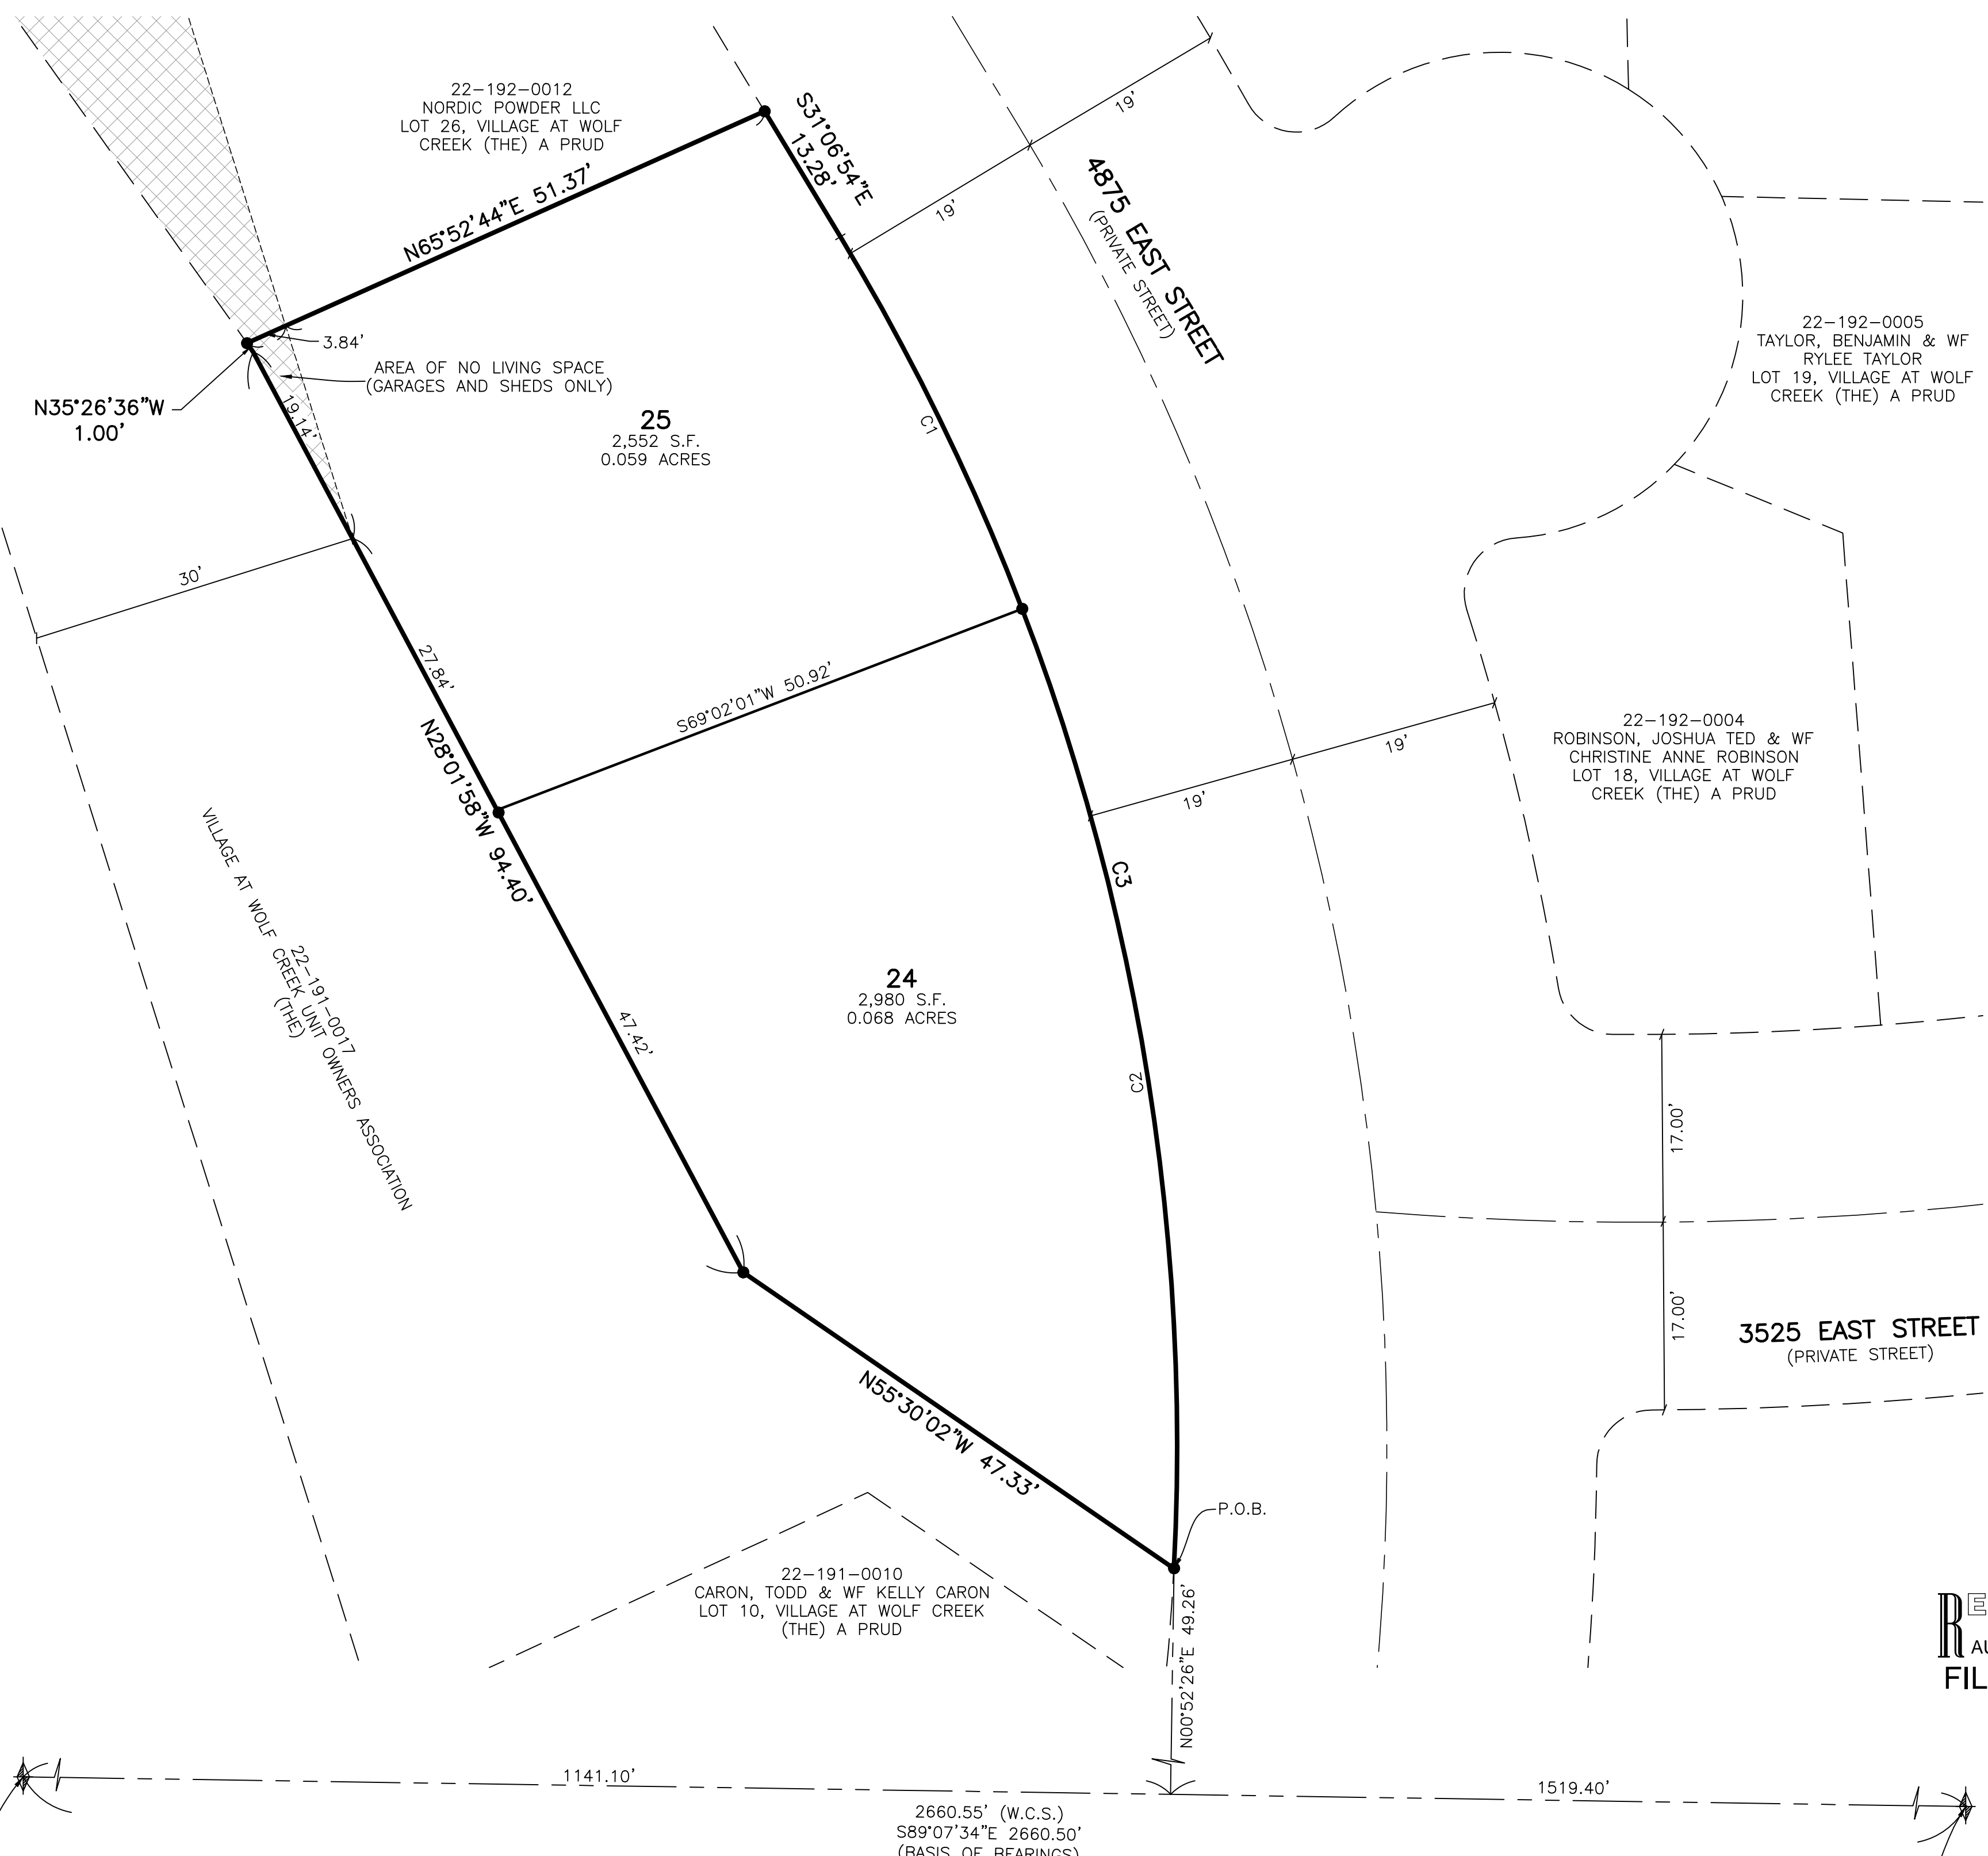 22-192-0012
NORDIC POWDER LLC
LOT 26, VILLAGE AT WOLF
CREEK (THE) A PRUD
S31°06'54"E
13.28'
19'
19'
4875 EAST STREET
(PRIVATE STREET)
N65°52'44"E 51.37'
3.84'
AREA OF NO LIVING SPACE
(GARAGES AND SHEDS ONLY)
N35°26'36"W
1.00'
19.14'
25
2,552 S.F.
0.059 ACRES
C1
22-192-0005
TAYLOR, BENJAMIN & WF
RYLEE TAYLOR
LOT 19, VILLAGE AT WOLF
CREEK (THE) A PRUD
30'
27.84'
S69°02'01"W 50.92'
N28°01'58"W 94.40'
19'
19'
22-192-0004
ROBINSON, JOSHUA TED & WF
CHRISTINE ANNE ROBINSON
LOT 18, VILLAGE AT WOLF
CREEK (THE) A PRUD
C3
22-191-0017
VILLAGE AT WOLF CREEK UNIT OWNERS ASSOCIATION
(THE)
24
2,980 S.F.
0.068 ACRES
47.42'
C2
17.00'
17.00'
3525 EAST STREET
(PRIVATE STREET)
N55°30'02"W 47.33'
P.O.B.
22-191-0010
CARON, TODD & WF KELLY CARON
LOT 10, VILLAGE AT WOLF CREEK
(THE) A PRUD
N00°52'26"E 49.26'
RE
AU
FIL
1141.10'
1519.40'
2660.55' (W.C.S.)
S89°07'34"E 2660.50'
(BASIS OF BEARINGS)